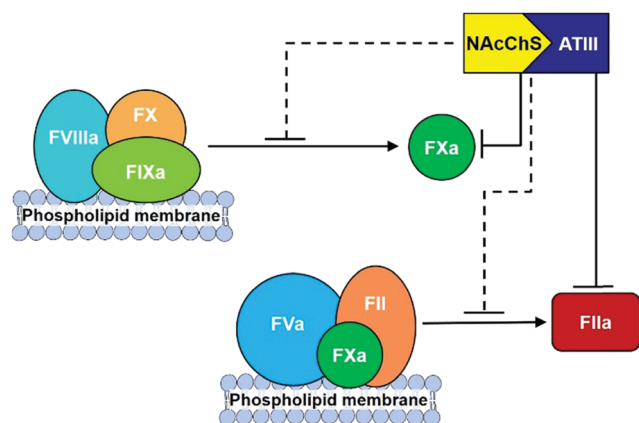 NAcChS ATIII
FX
FVIIIa
FXa
FIXa
Phospholipid membrane
FII
FVa
FIIa
FXa
Phospholipid membrane